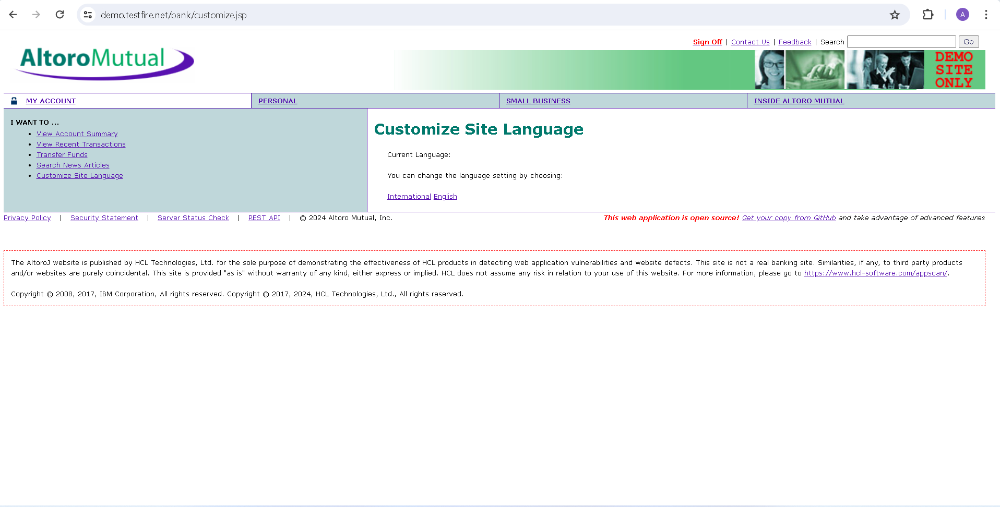 demo.testfire.net/bank/customize.jsp
A
Sign Off | Contact Us | Feedback | Search Go
AltoroMutual
DEMO
SITE
ONLY
MY ACCOUNT PERSONAL SMALL BUSINESS INSIDE ALTORO MUTUAL
I WANT TO ...
• View Account Summary
• View Recent Transactions
• Transfer Funds
• Search News Articles
• Customize Site Language
Customize Site Language
Current Language:
You can change the language setting by choosing:
International English
Privacy Policy | Security Statement | Server Status Check | REST API | © 2024 Altoro Mutual, Inc.
This web application is open source! Get your copy from GitHub and take advantage of advanced features
The AltoroJ website is published by HCL Technologies, Ltd. for the sole purpose of demonstrating the effectiveness of HCL products in detecting web application vulnerabilities and website defects. This site is not a real banking site. Similarities, if any, to third party products
and/or websites are purely coincidental. This site is provided "as is" without warranty of any kind, either express or implied. HCL does not assume any risk in relation to your use of this website. For more information, please go to https://www.hcl-software.com/appscan/.
Copyright © 2008, 2017, IBM Corporation, All rights reserved. Copyright © 2017, 2024, HCL Technologies, Ltd., All rights reserved.